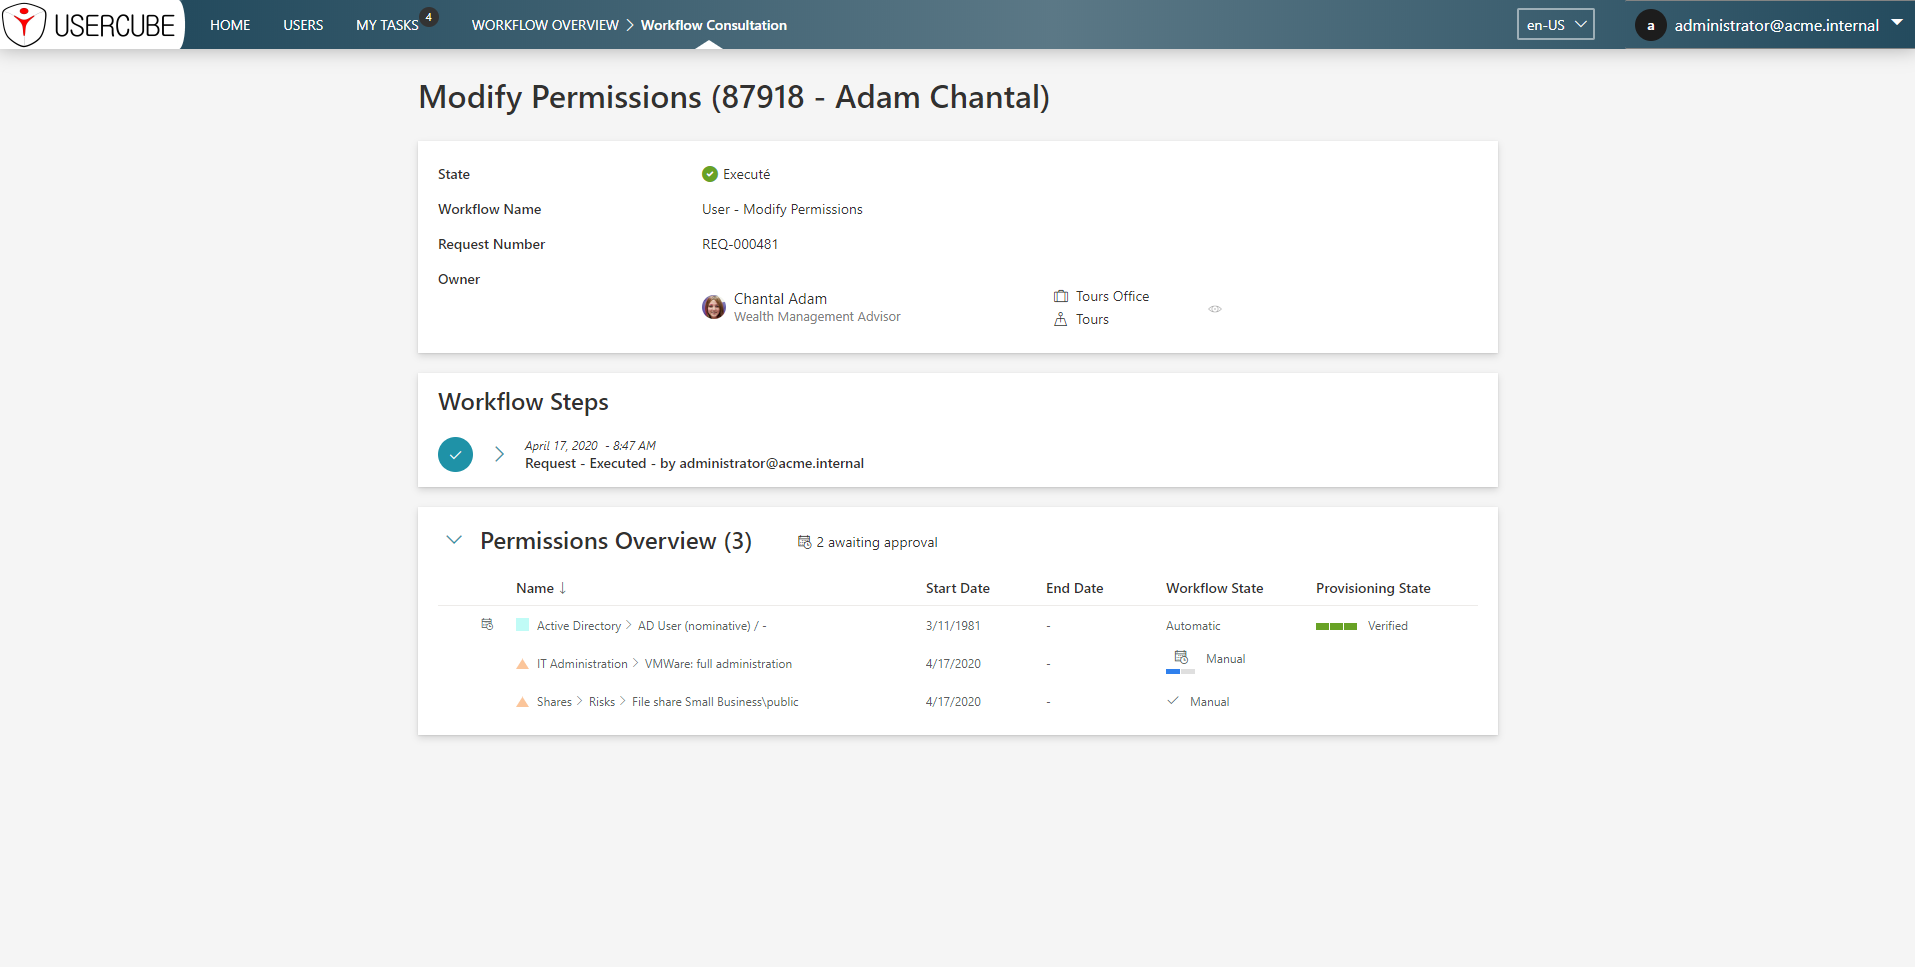 USERCUBE HOME USERS MY TASKS 4 WORKFLOW OVERVIEW Workflow Consultation en-US a administrator@acme.internal
Modify Permissions (87918 - Adam Chantal)
State Executé
Workflow Name User - Modify Permissions
Request Number REQ-000481
Owner
Chantal Adam
Wealth Management Advisor
Tours Office
Tours
Workflow Steps
April 17, 2020 - 8:47 AM
Request - Executed - by administrator@acme.internal
Permissions Overview (3) 2 awaiting approval
Name ↓ Start Date End Date Workflow State Provisioning State
Active Directory > AD User (nominative) / - 3/11/1981 - Automatic Verified
IT Administration > VMWare: full administration 4/17/2020 - Manual
Shares > Risks > File share Small Business\public 4/17/2020 - Manual